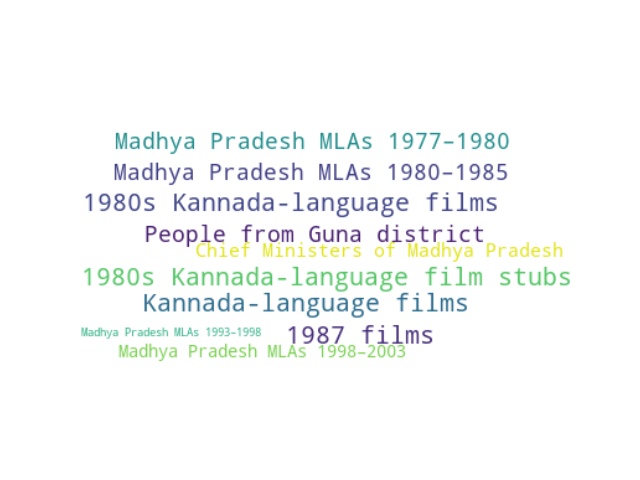 Madhya Pradesh MLAs 1977–1980
Madhya Pradesh MLAs 1980–1985
1980s Kannada-language films
People from Guna district
Chief Ministers of Madhya Pradesh
1980s Kannada-language film stubs
Kannada-language films
Madhya Pradesh MLAs 1993–1998
1987 films
Madhya Pradesh MLAs 1998–2003